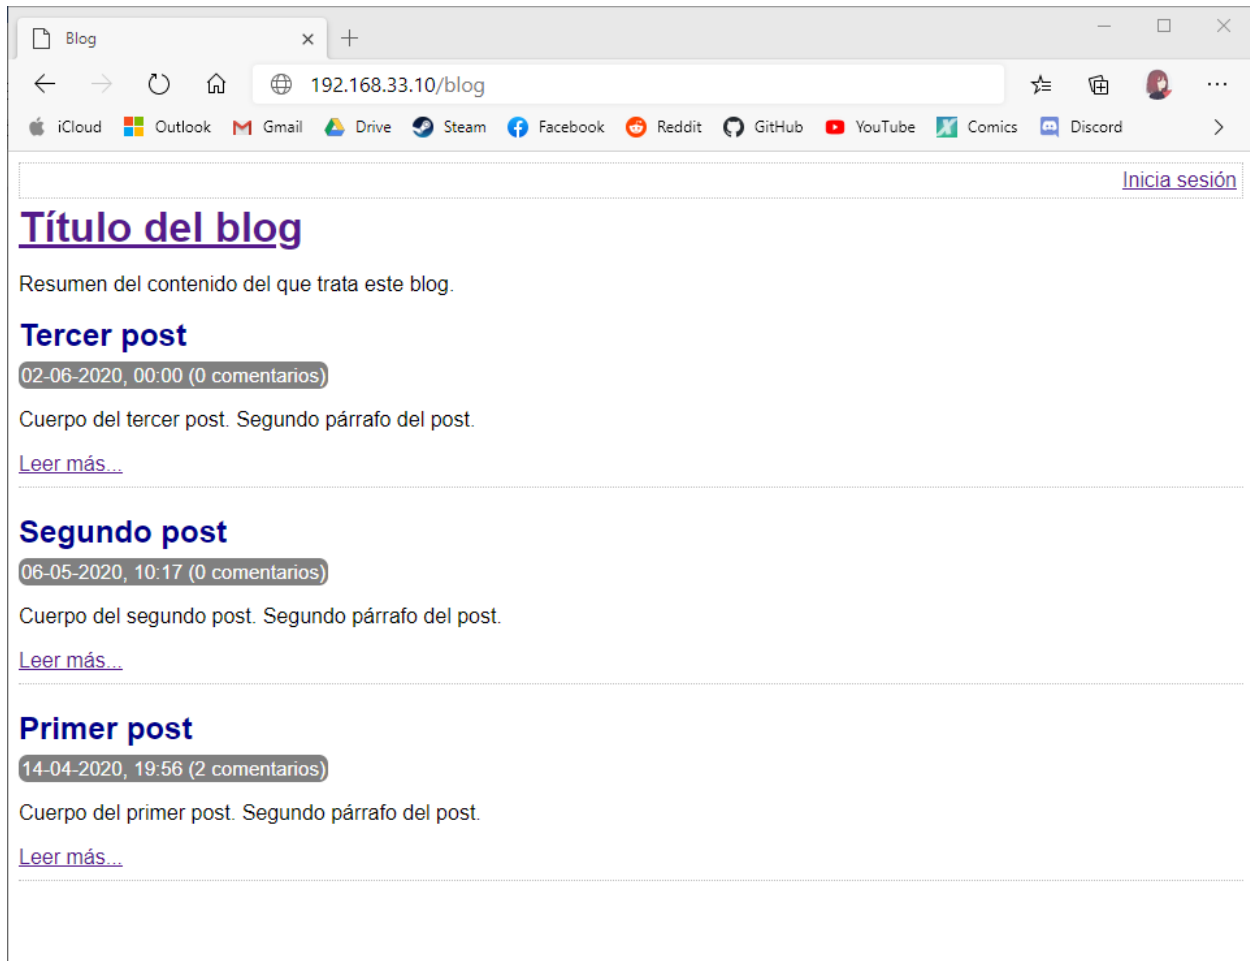 Blog
192.168.33.10/blog
iCloud Outlook Gmail Drive Steam Facebook Reddit GitHub YouTube Comics Discord
Inicia sesión
Título del blog
Resumen del contenido del que trata este blog.
Tercer post
02-06-2020, 00:00 (0 comentarios)
Cuerpo del tercer post. Segundo párrafo del post.
Leer más...
Segundo post
06-05-2020, 10:17 (0 comentarios)
Cuerpo del segundo post. Segundo párrafo del post.
Leer más...
Primer post
14-04-2020, 19:56 (2 comentarios)
Cuerpo del primer post. Segundo párrafo del post.
Leer más...